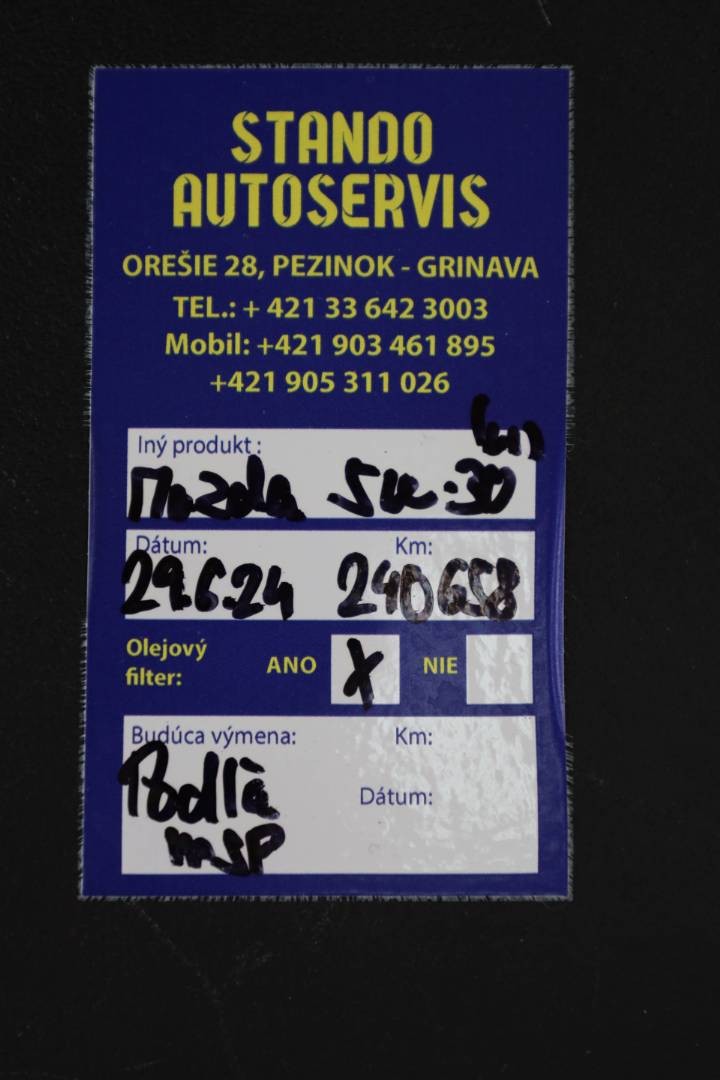 STANDO
AUTOSERVIS
OREŠIE 28, PEZINOK - GRINAVA
TEL.: + 421 33 642 3003
Mobil: +421 903 461 895
+421 905 311 026
Iný produkt :
Mazda 5W-30
Dátum: Km:
29.6.24 240658
Olejový
filter: ANO X NIE
Budúca výmena: Km:
Podľa
Dátum:
MSP